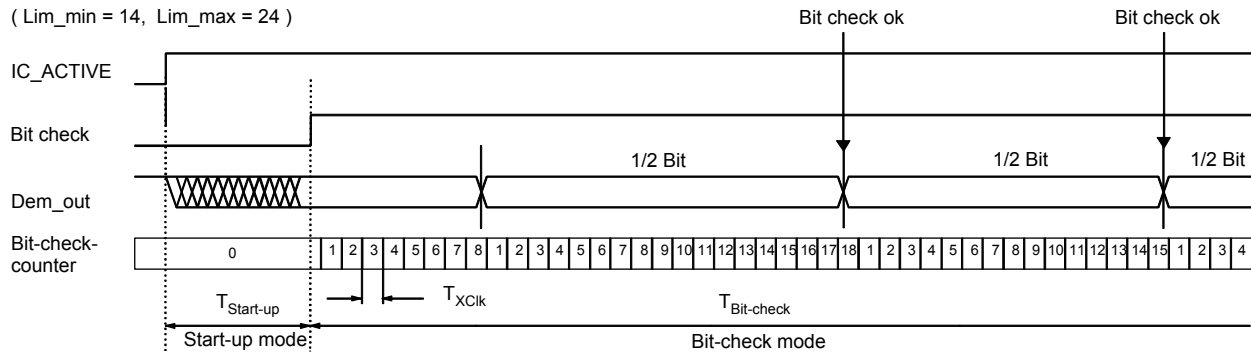 ( Lim_min = 14, Lim_max = 24 )
Bit check ok
Bit check ok
IC_ACTIVE
Bit check
1/2 Bit
1/2 Bit
1/2 Bit
Dem_out
Bit-check-
counter
0
1 2 3 4 5 6 7 8 1 2 3 4 5 6 7 8 9 10 11 12 13 14 15 16 17 18 1 2 3 4 5 6 7 8 9 10 11 12 13 14 15 1 2 3 4
TStart-up
TXClk
TBit-check
Start-up mode
Bit-check mode